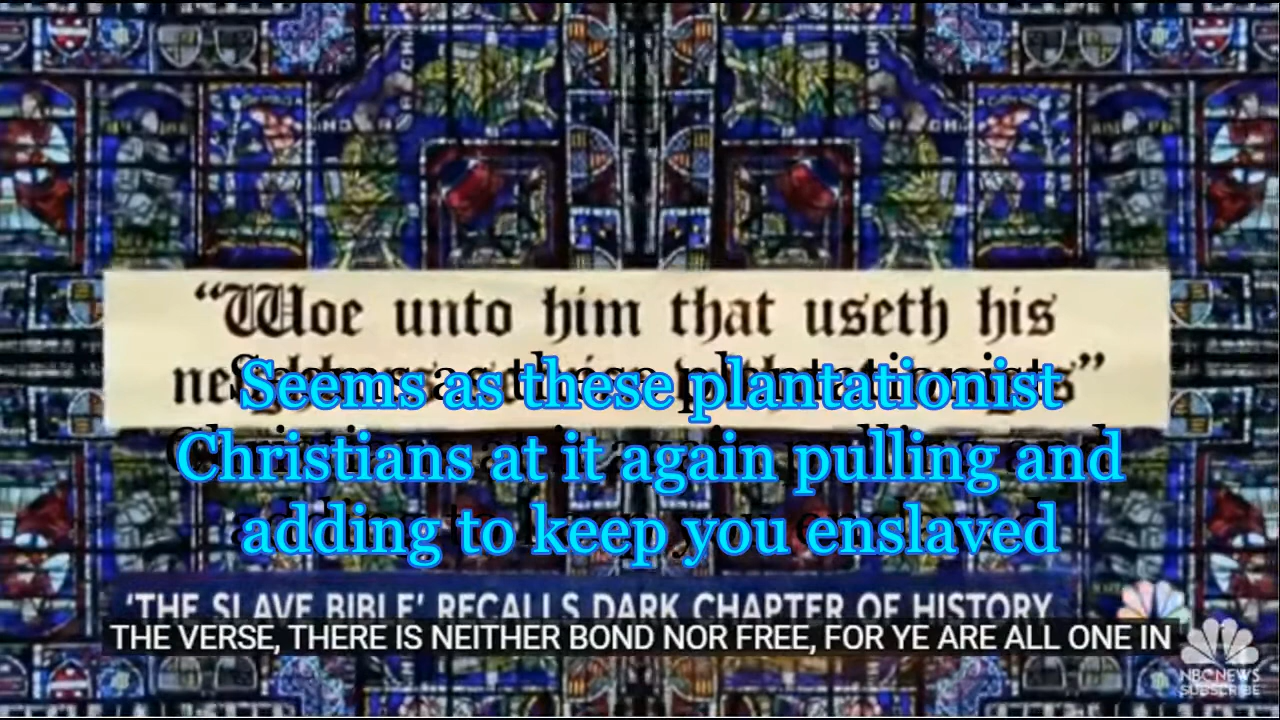 “Woe unto him that useth his
Seems as these plantationist
Christians at it again pulling and
adding to keep you enslaved
'THE SLAVE BIBLE' RECALLS DARK CHAPTER OF HISTORY
THE VERSE, THERE IS NEITHER BOND NOR FREE, FOR YE ARE ALL ONE IN
NBC NEWS
SUBSCRIBE